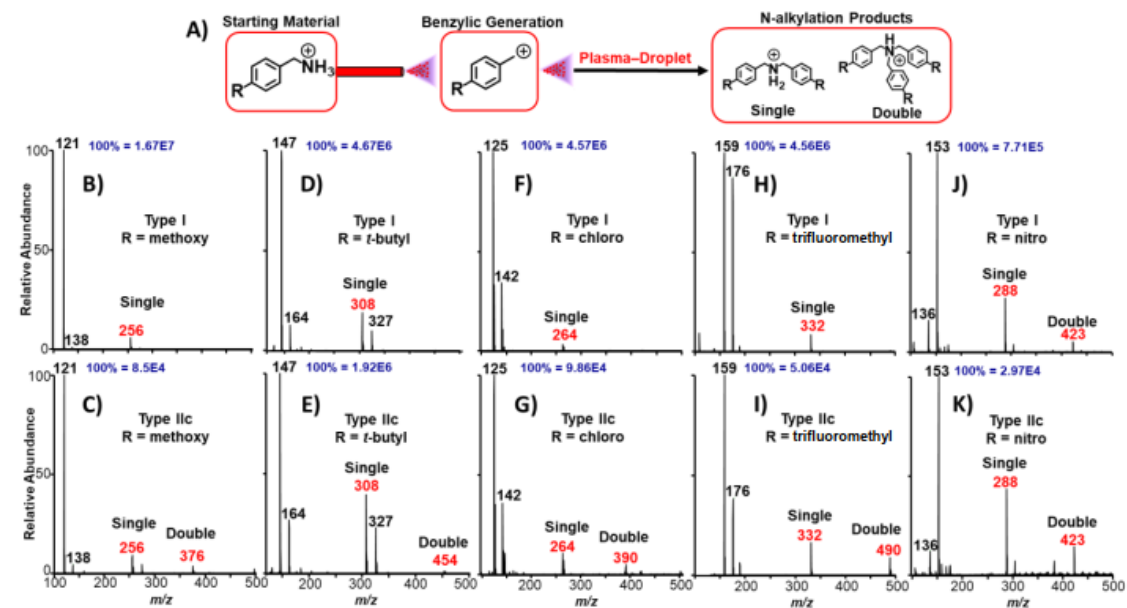 A)
Starting Material
Benzylic Generation
N-alkylation Products
⊕
NH3
R
⊕
R
Plasma–Droplet
R
⊕
N
H2
R
Single
H
N
⊕
R
R
R
Double
Relative Abundance
100
50
0
121
100% = 1.67E7
B)
Type I
R = methoxy
Single
256
138
147
100% = 4.67E6
D)
Type I
R = t-butyl
Single
308
164
327
125
100% = 4.57E6
F)
Type I
R = chloro
142
Single
264
159
100% = 4.56E6
176
H)
Type I
R = trifluoromethyl
Single
332
153
100% = 7.71E5
J)
Type I
R = nitro
Single
288
136
Double
423
Relative Abundance
100
50
0
121
100% = 8.5E4
C)
Type IIc
R = methoxy
Single
256
Double
376
138
100 200 300 400 500
m/z
147
100% = 1.92E6
E)
Type IIc
R = t-butyl
Single
308
164
327
Double
454
200 300 400 500
m/z
125
100% = 9.86E4
G)
Type IIc
R = chloro
142
Single
264
Double
390
200 300 400 500
m/z
159
100% = 5.06E4
I)
Type IIc
R = trifluoromethyl
176
Single
332
Double
490
200 300 400 500
m/z
153
100% = 2.97E4
K)
Type IIc
R = nitro
Single
288
136
Double
423
200 300 400 500
m/z